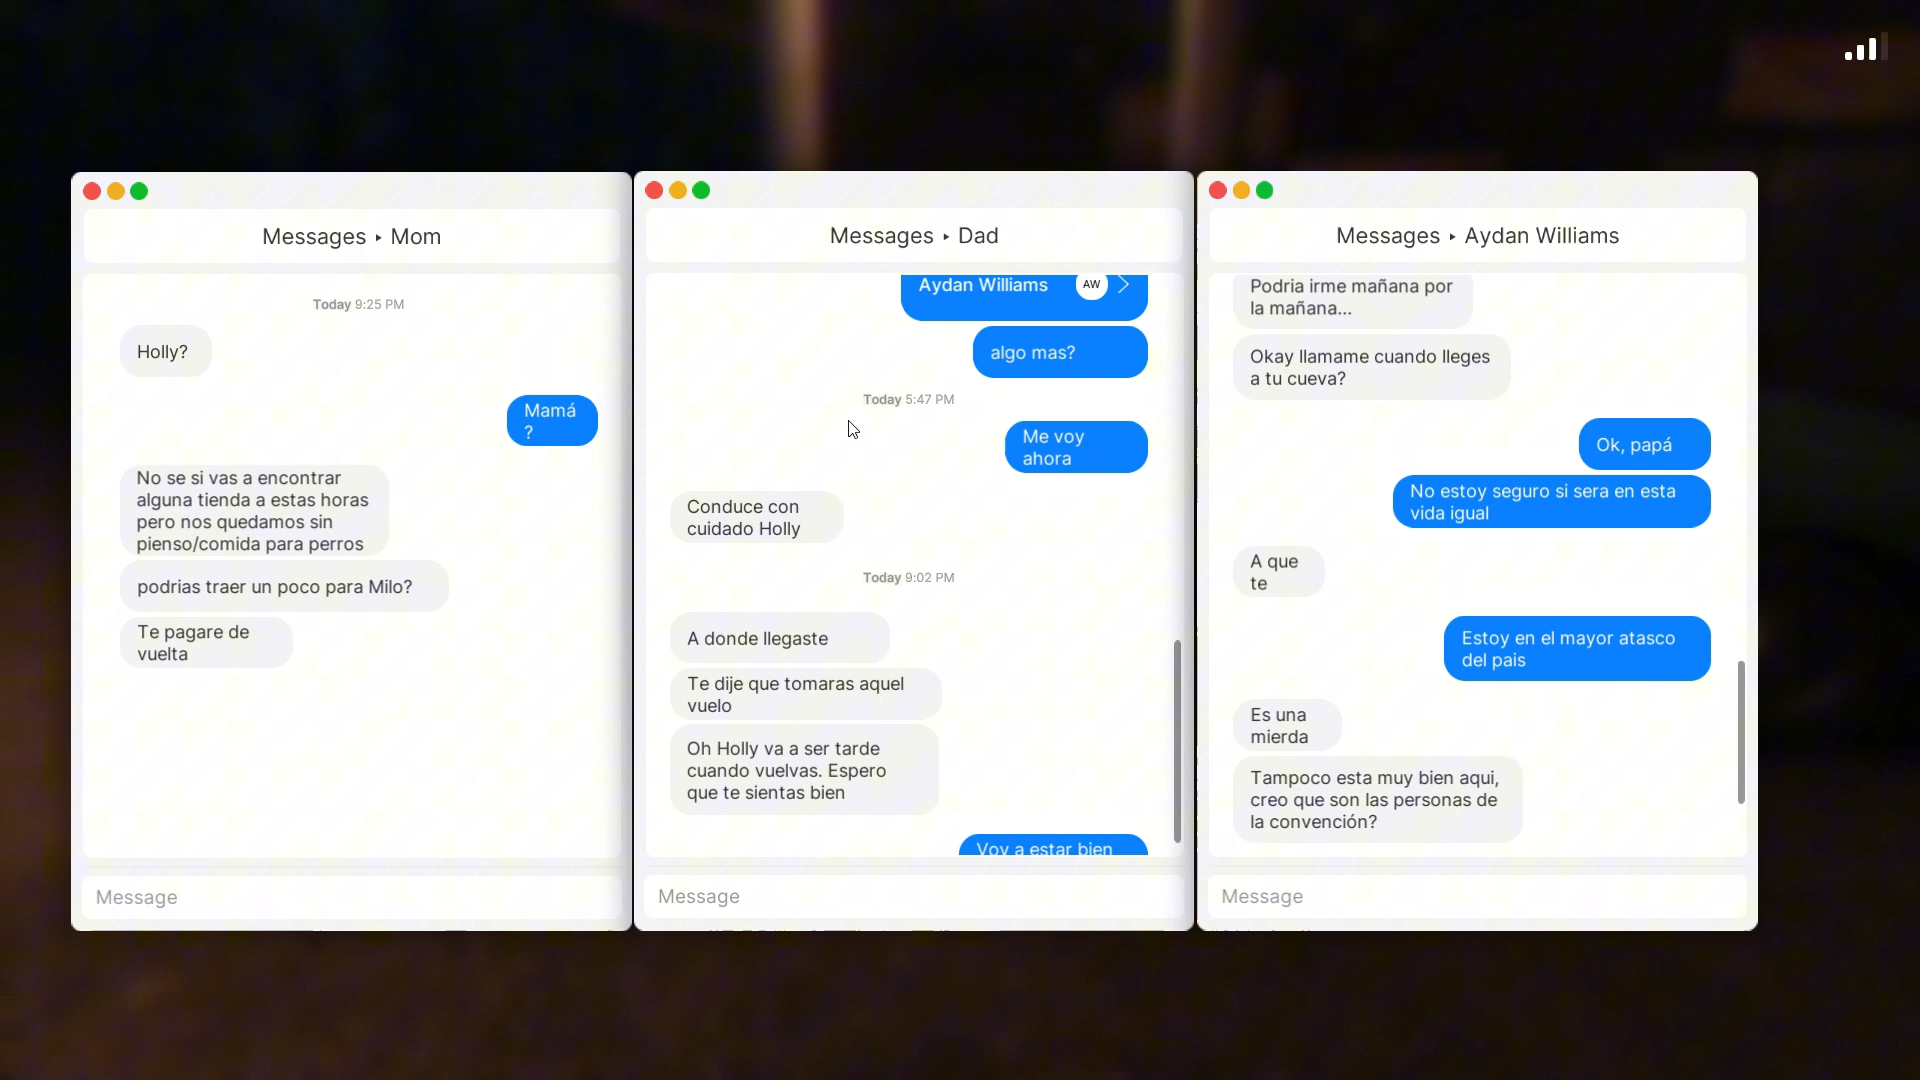 Messages ‣ Mom
Today 9:25 PM
Holly?
Mamá
?
No se si vas a encontrar
alguna tienda a estas horas
pero nos quedamos sin
pienso/comida para perros
podrias traer un poco para Milo?
Te pagare de
vuelta
Message
Messages ‣ Dad
Aydan Williams
AW
algo mas?
Today 5:47 PM
Me voy
ahora
Conduce con
cuidado Holly
Today 9:02 PM
A donde llegaste
Te dije que tomaras aquel
vuelo
Oh Holly va a ser tarde
cuando vuelvas. Espero
que te sientas bien
Voy a estar bien
Message
Messages ‣ Aydan Williams
Podria irme mañana por
la mañana...
Okay llamame cuando lleges
a tu cueva?
Ok, papá
No estoy seguro si sera en esta
vida igual
A que
te
Estoy en el mayor atasco
del pais
Es una
mierda
Tampoco esta muy bien aqui,
creo que son las personas de
la convención?
Message